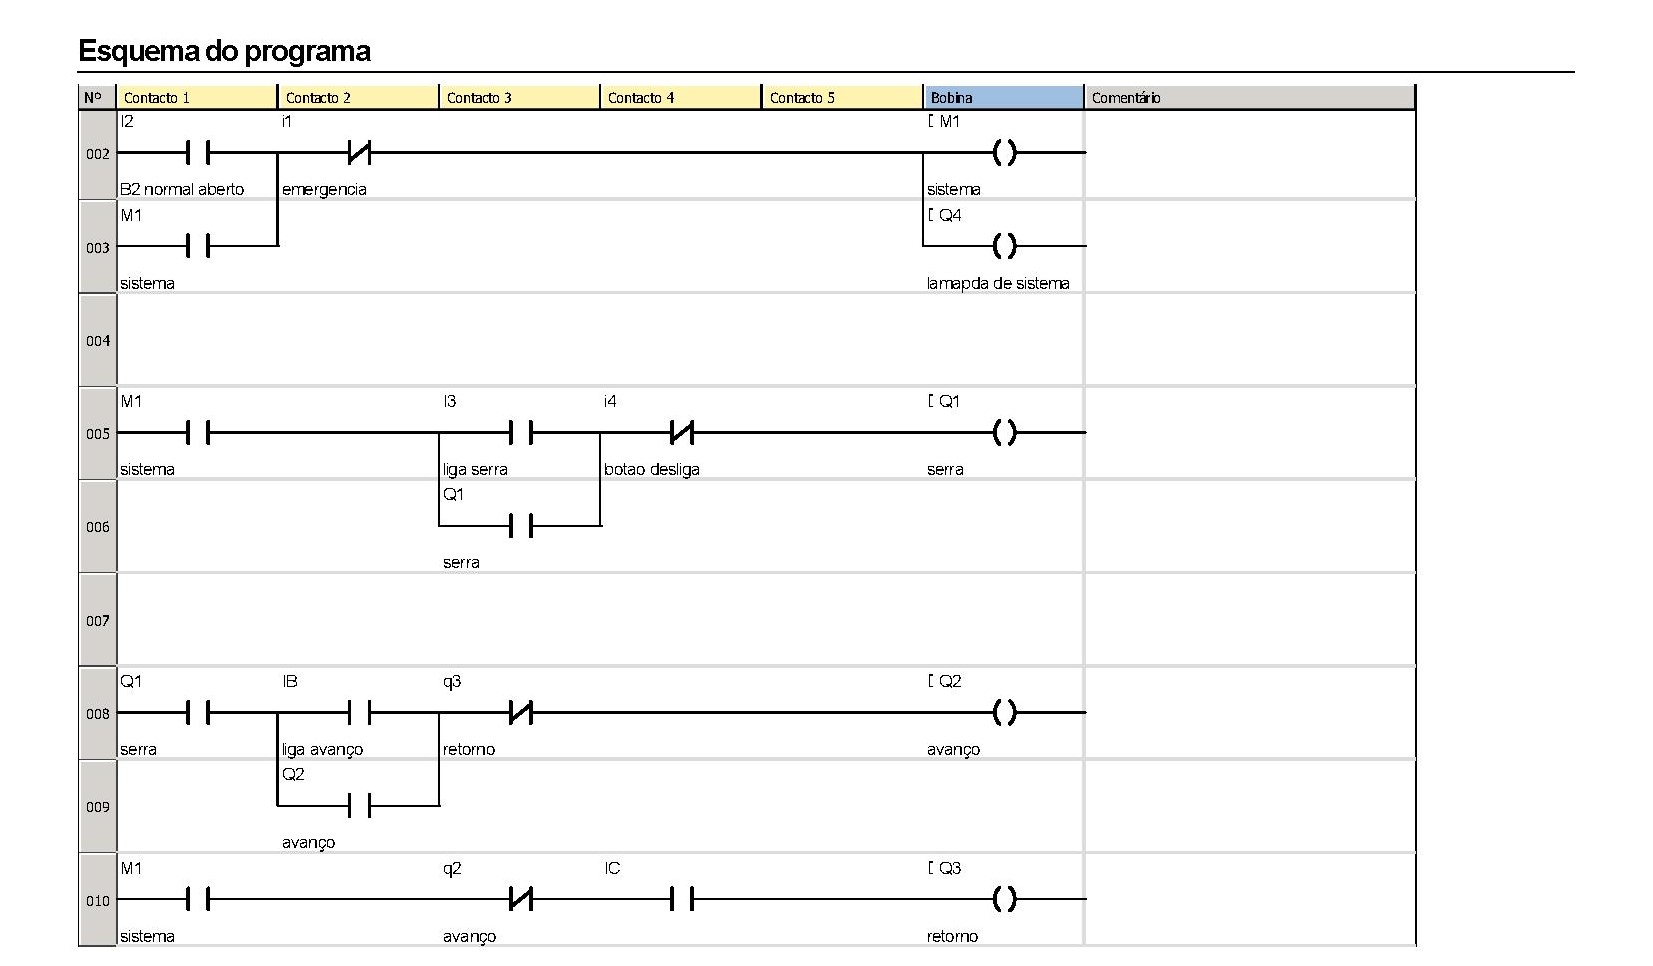 Esquema do programa
Nº Contacto 1 Contacto 2 Contacto 3 Contacto 4 Contacto 5 Bobina Comentário
I2 i1 [ M1
002
B2 normal aberto emergencia sistema
M1 [ Q4
003
sistema lamapda de sistema
004
M1 I3 i4 [ Q1
005
sistema liga serra botao desliga serra
Q1
006
serra
007
Q1 IB q3 [ Q2
008
serra liga avanço retorno avanço
Q2
009
avanço
M1 q2 IC [ Q3
010
sistema avanço retorno